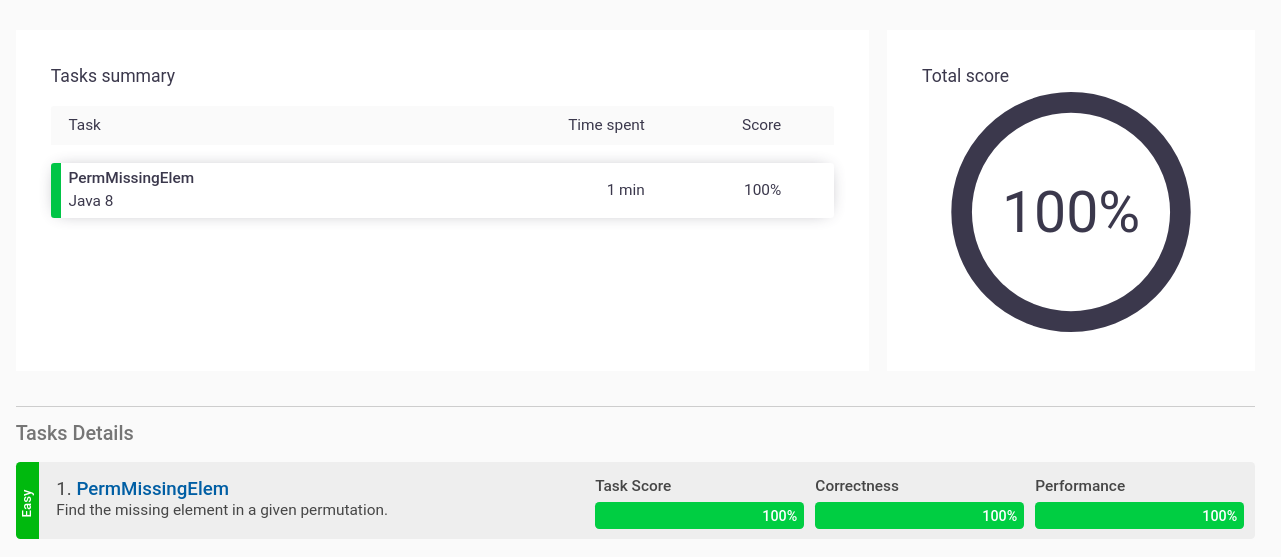 Tasks summary
Total score
Task Time spent Score
PermMissingElem
Java 8
1 min 100%
100%
Tasks Details
Easy
1. PermMissingElem
Find the missing element in a given permutation.
Task Score Correctness Performance
100% 100% 100%